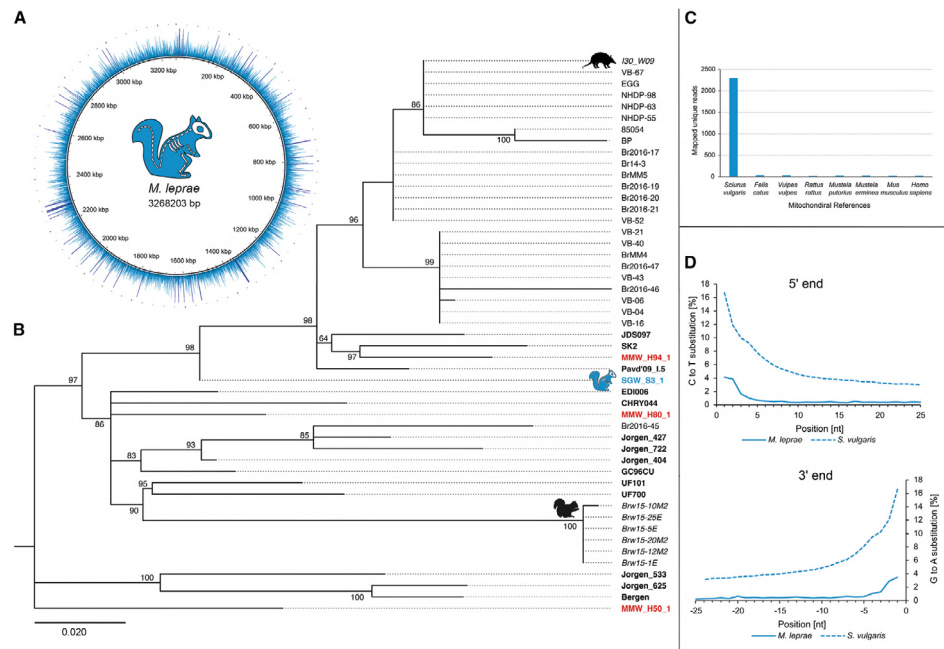 A
3200 kbp
200 kbp
400 kbp
600 kbp
800 kbp
1000 kbp
1200 kbp
1400 kbp
1600 kbp
1800 kbp
2000 kbp
2200 kbp
2400 kbp
2600 kbp
2800 kbp
3000 kbp
M. leprae
3268203 bp
B
I30_W09
VB-67
EGG
NHDP-98
NHDP-63
NHDP-55
85054
BP
Br2016-17
Br14-3
BrMM5
Br2016-19
Br2016-20
Br2016-21
VB-52
VB-21
VB-40
BrMM4
Br2016-47
VB-43
Br2016-46
VB-06
VB-04
VB-16
JDS097
SK2
MMW_H94_1
Pavd'09_I.5
SGW_S3_1
EDI006
CHRY044
MMW_H80_1
Br2016-45
Jorgen_427
Jorgen_722
Jorgen_404
GC96CU
UF101
UF700
Brw15-10M2
Brw15-25E
Brw15-5E
Brw15-20M2
Brw15-12M2
Brw15-1E
Jorgen_533
Jorgen_625
Bergen
MMW_H50_1
86
100
96
99
98
64
97
98
97
86
85
93
83
95
90
100
100
100
0.020
C
Mapped unique reads
2500
2000
1500
1000
500
0
Sciurus vulgaris
Felis catus
Vulpes vulpes
Rattus rattus
Mustela putorius
Mustela erminea
Mus musculus
Homo sapiens
Mitochondiral References
D
5' end
C to T substitution [%]
18
16
14
12
10
8
6
4
2
0
0 5 10 15 20 25
Position [nt]
M. leprae S. vulgaris
3' end
G to A substitution [%]
18
16
14
12
10
8
6
4
2
0
-25 -20 -15 -10 -5 0
Position [nt]
M. leprae S. vulgaris